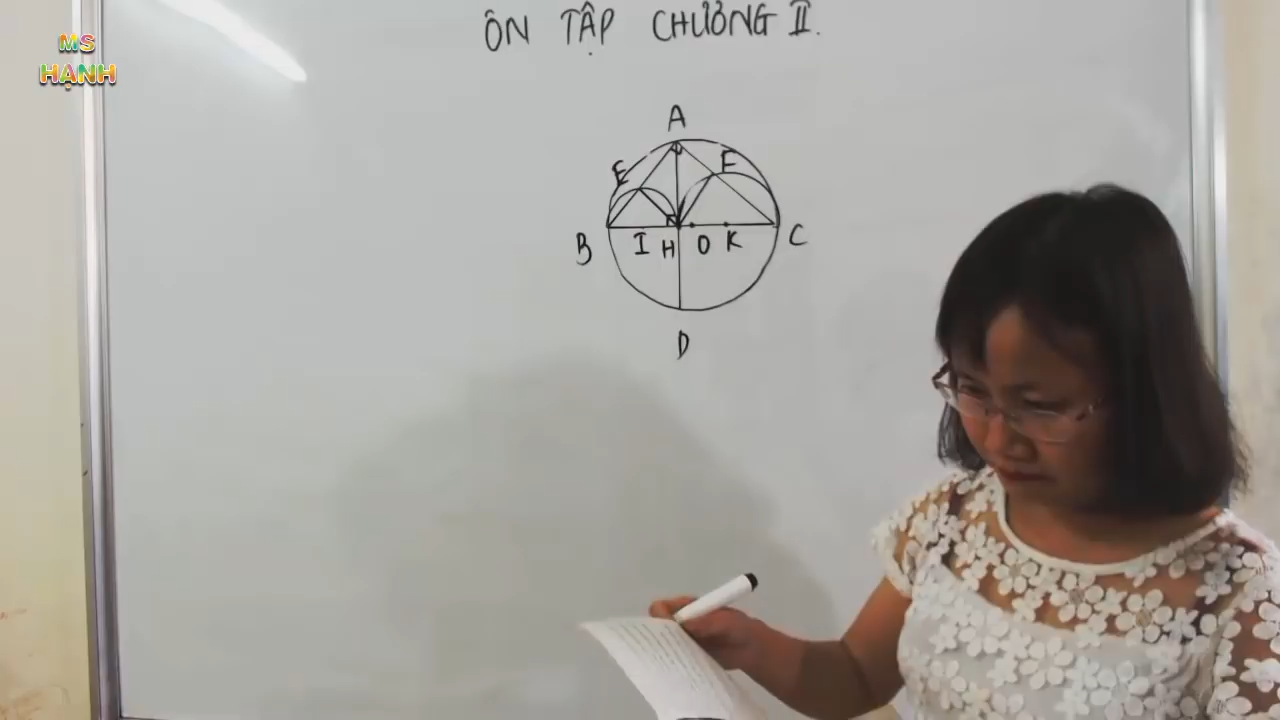 MS
HẠNH
ÔN TẬP CHƯƠNG II.
A
E F
B I H O K C
D